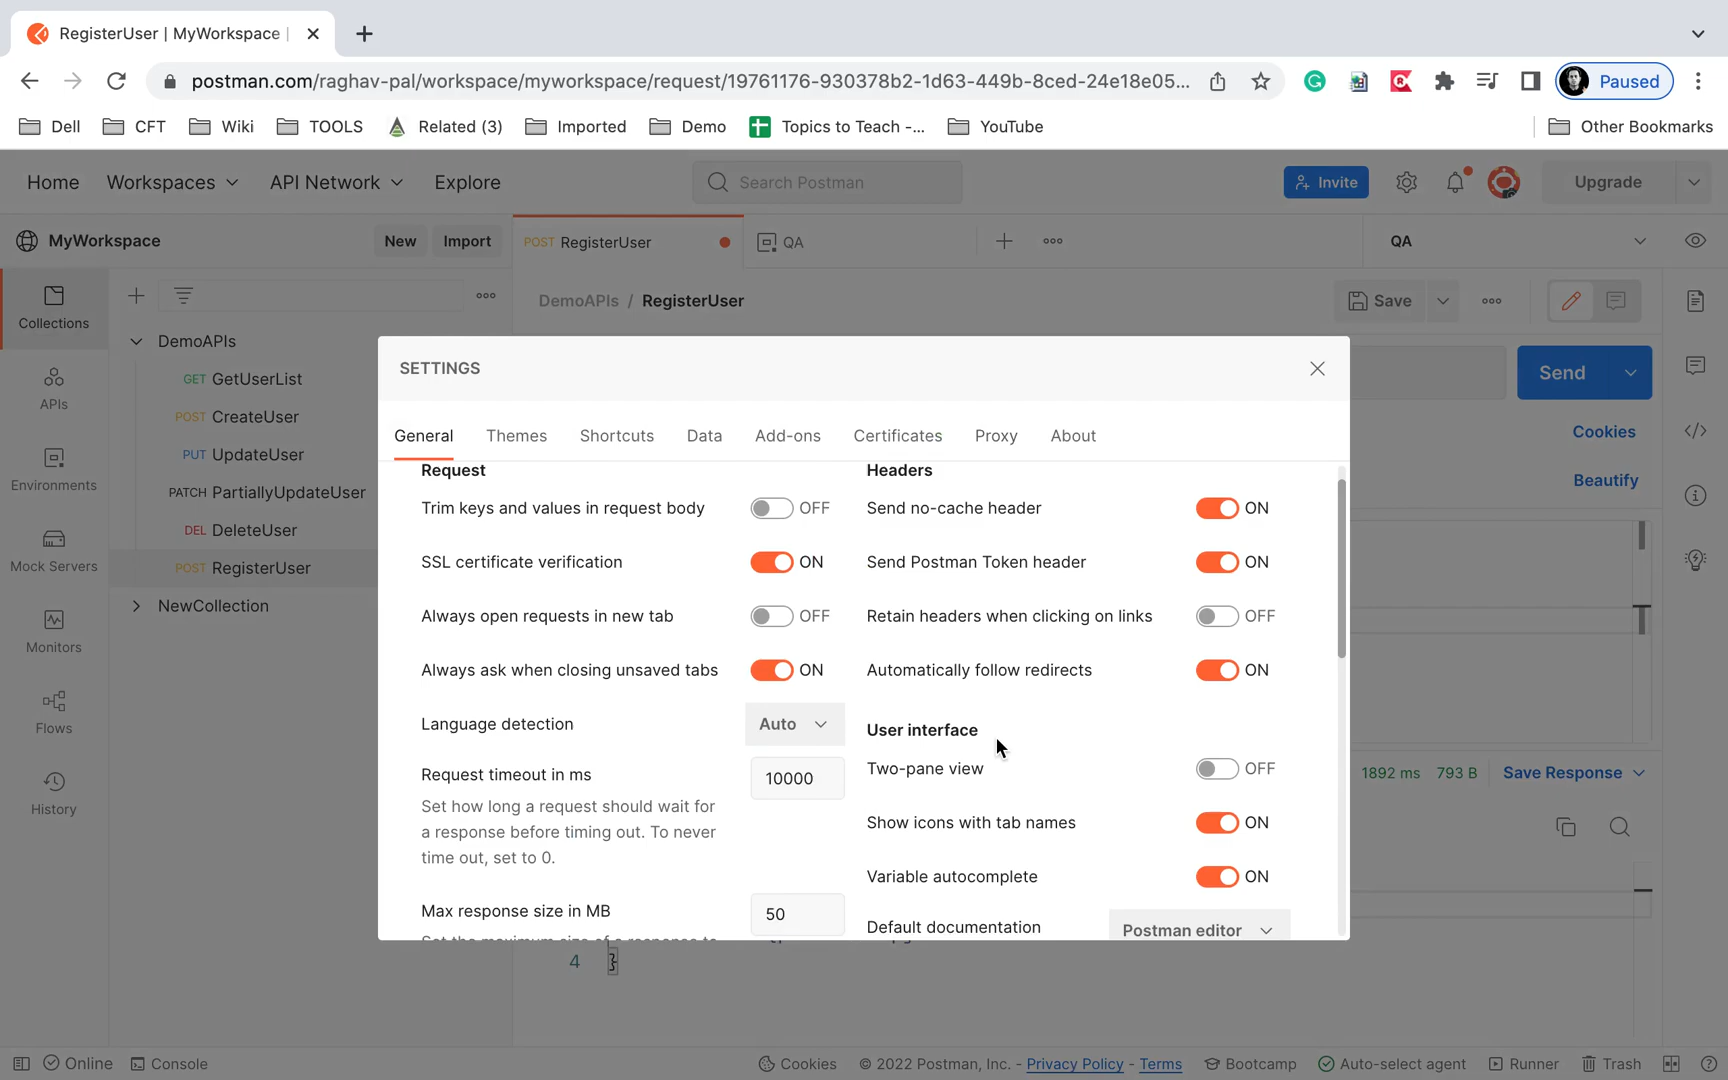 RegisterUser | MyWorkspace |
postman.com/raghav-pal/workspace/myworkspace/request/19761176-930378b2-1d63-449b-8ced-24e18e05... Paused
Dell CFT Wiki TOOLS Related (3) Imported Demo Topics to Teach -... YouTube Other Bookmarks
Home Workspaces API Network Explore Search Postman Invite Upgrade
MyWorkspace New Import POST RegisterUser QA QA
Collections
DemoAPIs / RegisterUser Save
DemoAPIs
SETTINGS
Send
GET GetUserList
APIs
POST CreateUser
General Themes Shortcuts Data Add-ons Certificates Proxy About
Cookies
PUT UpdateUser
Request Headers
Beautify
Environments
PATCH PartiallyUpdateUser
Trim keys and values in request body OFF Send no-cache header ON
DEL DeleteUser
Mock Servers
SSL certificate verification ON Send Postman Token header ON
POST RegisterUser
NewCollection
Always open requests in new tab OFF Retain headers when clicking on links OFF
Monitors
Always ask when closing unsaved tabs ON Automatically follow redirects ON
Flows
Language detection Auto User interface
Request timeout in ms 10000 Two-pane view OFF
1892 ms 793 B Save Response
Set how long a request should wait for
a response before timing out. To never
time out, set to 0.
History
Show icons with tab names ON
Variable autocomplete ON
Max response size in MB 50 Default documentation Postman editor
4 }
Online Console Cookies © 2022 Postman, Inc. - Privacy Policy - Terms Bootcamp Auto-select agent Runner Trash